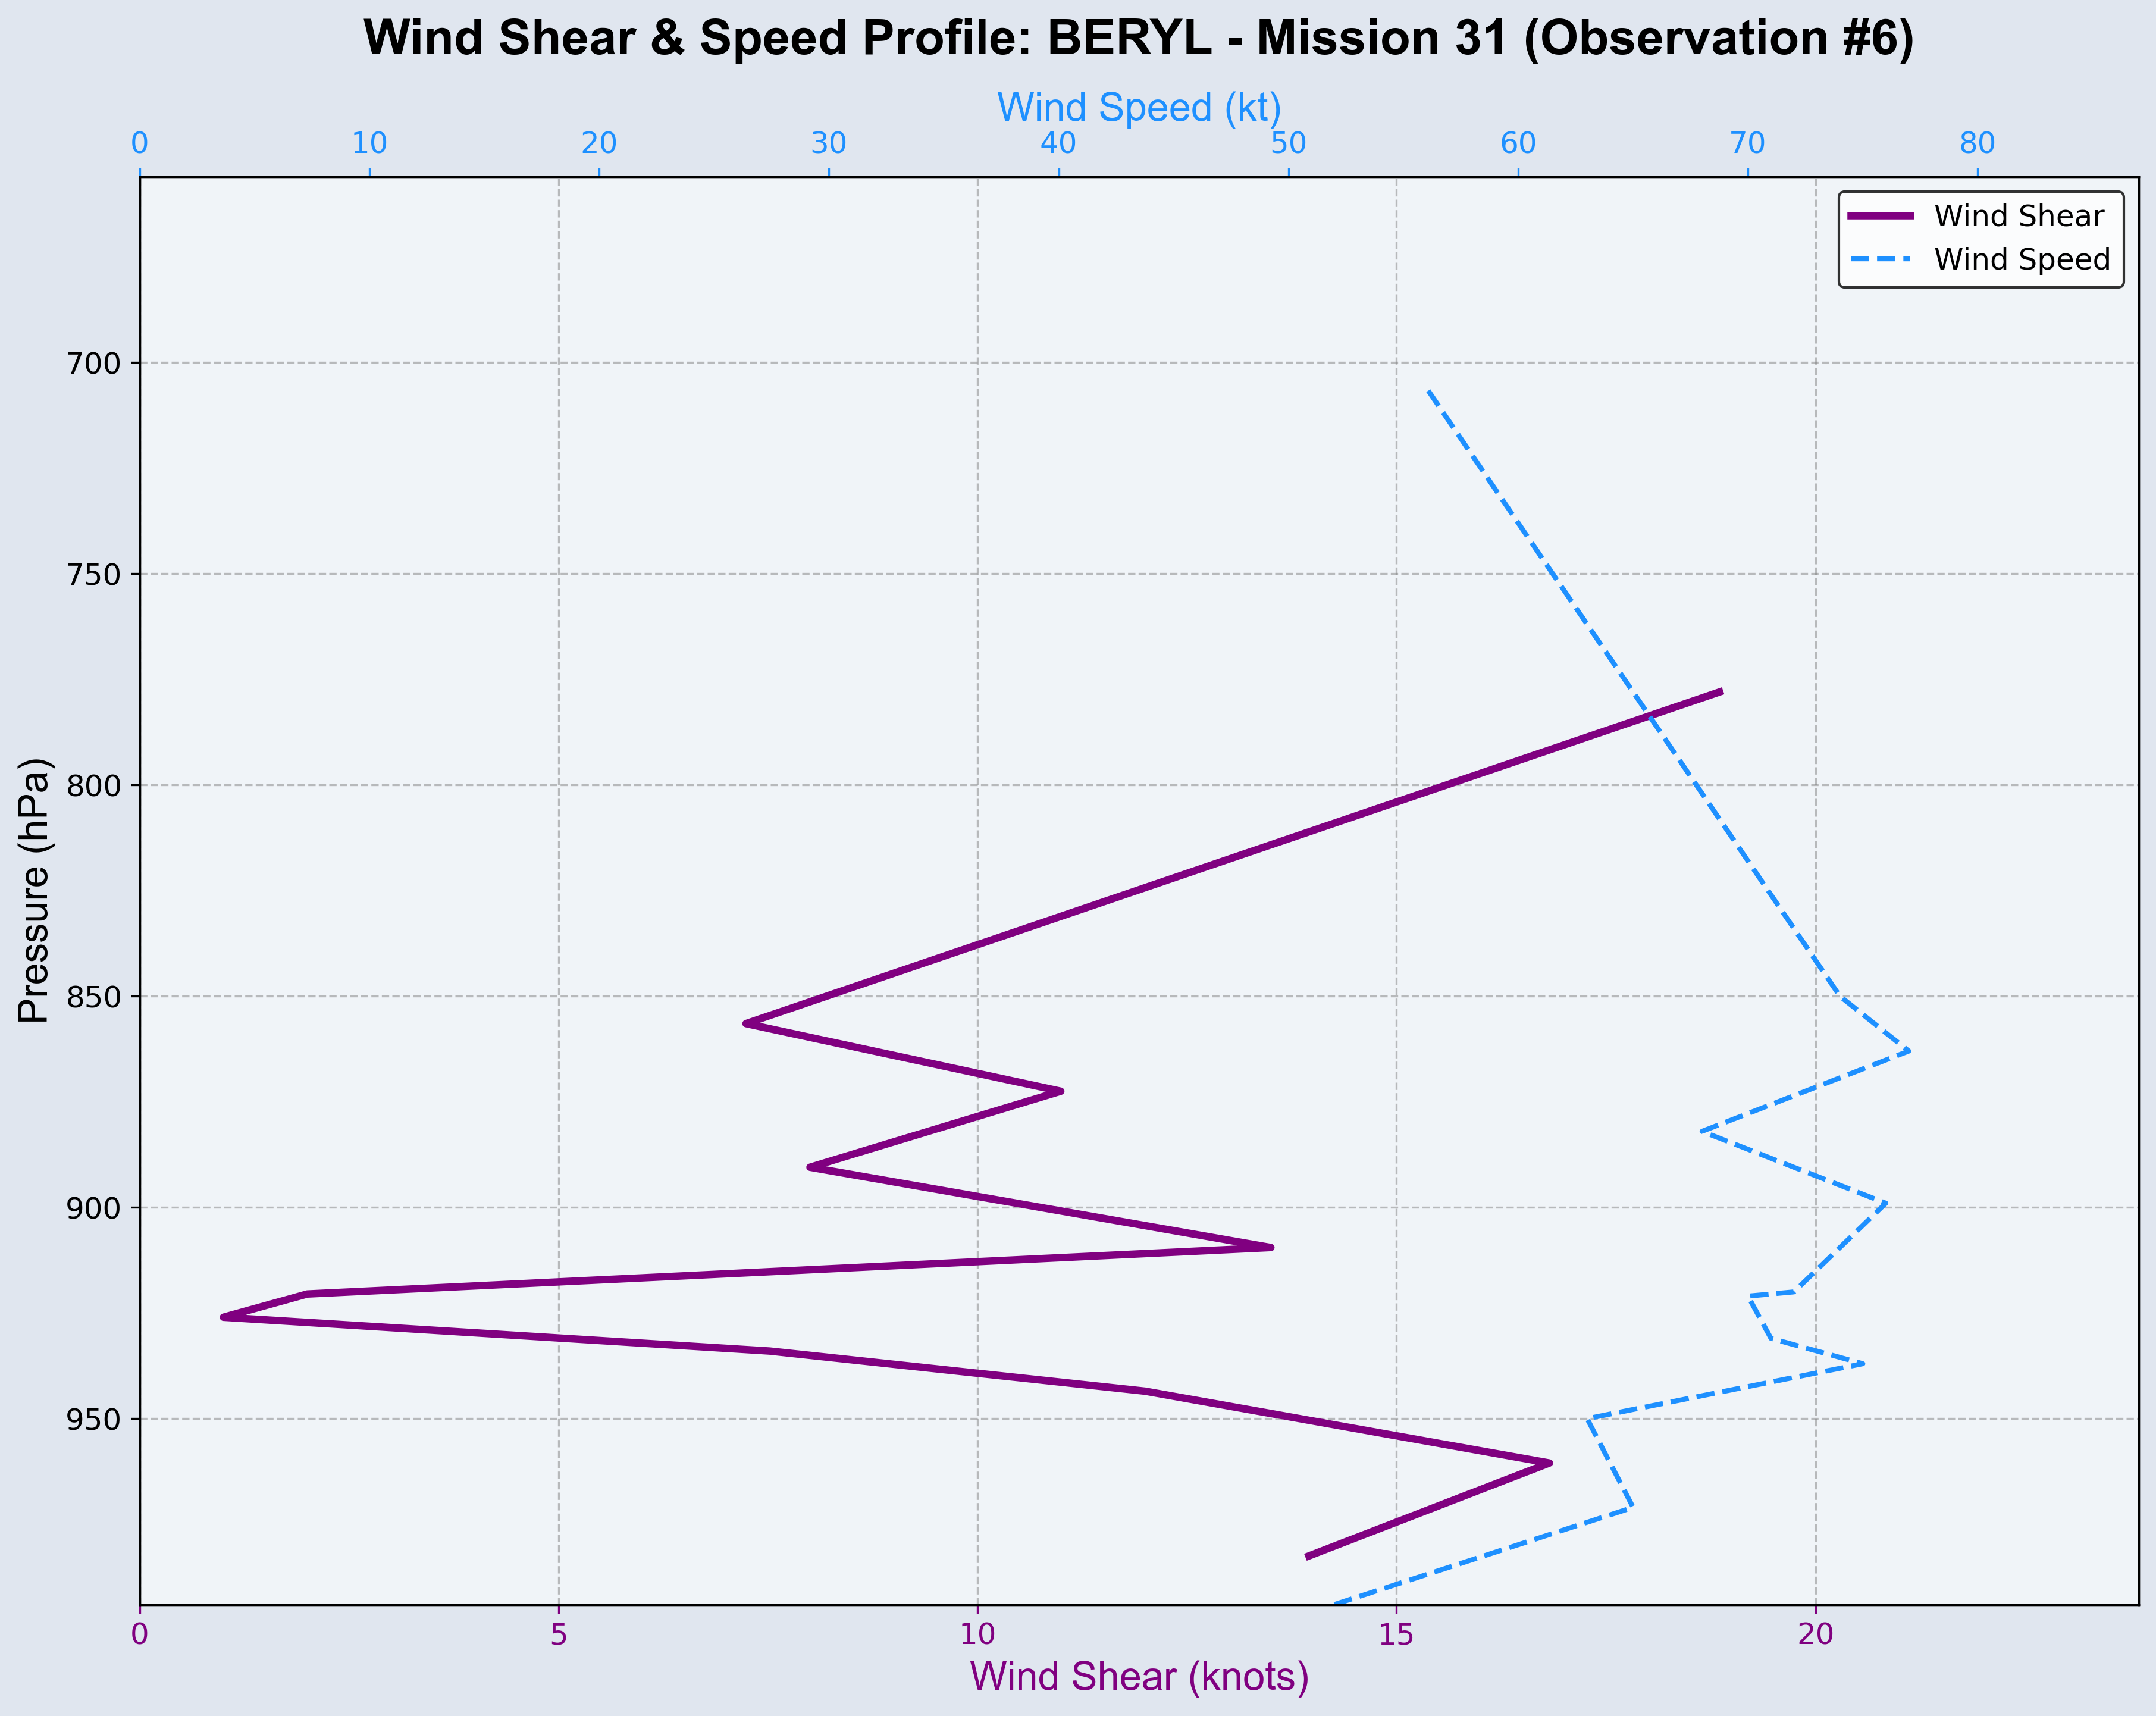 Wind Shear & Speed Profile: BERYL - Mission 31 (Observation #6)
Wind Speed (kt)
0 10 20 30 40 50 60 70 80
Wind Shear
Wind Speed
700
750
800
850
900
950
Pressure (hPa)
0 5 10 15 20
Wind Shear (knots)